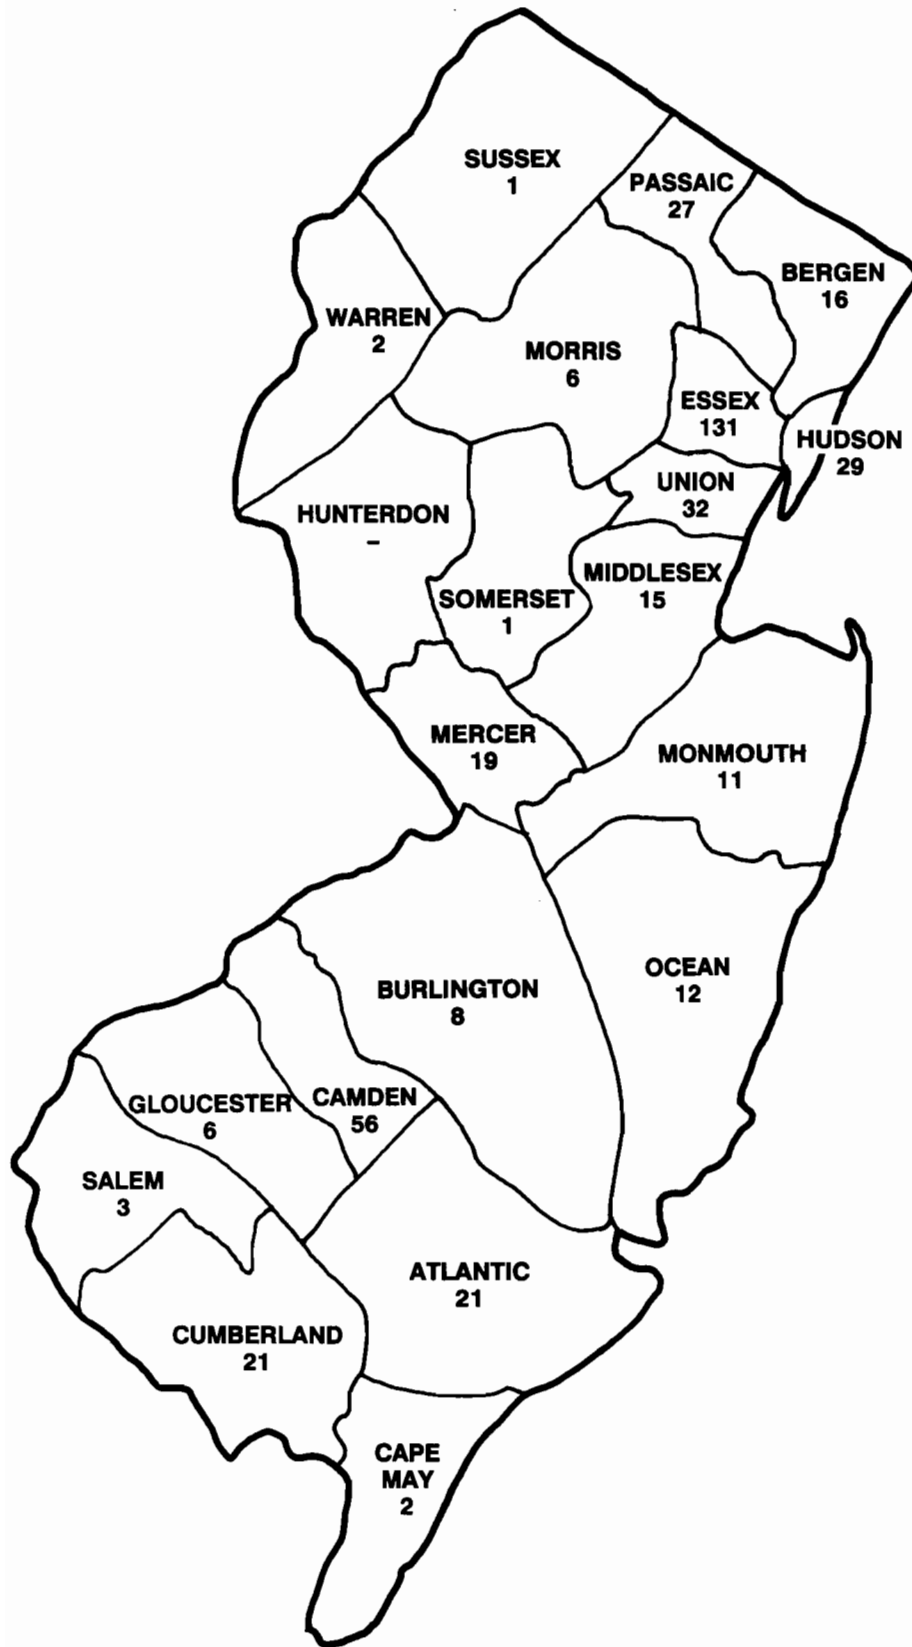 SUSSEX
1
PASSAIC
27
BERGEN
16
WARREN
2
MORRIS
6
ESSEX
131
HUDSON
29
UNION
32
HUNTERDON
–
SOMERSET
1
MIDDLESEX
15
MERCER
19
MONMOUTH
11
OCEAN
12
BURLINGTON
8
CAMDEN
56
GLOUCESTER
6
SALEM
3
ATLANTIC
21
CUMBERLAND
21
CAPE
MAY
2